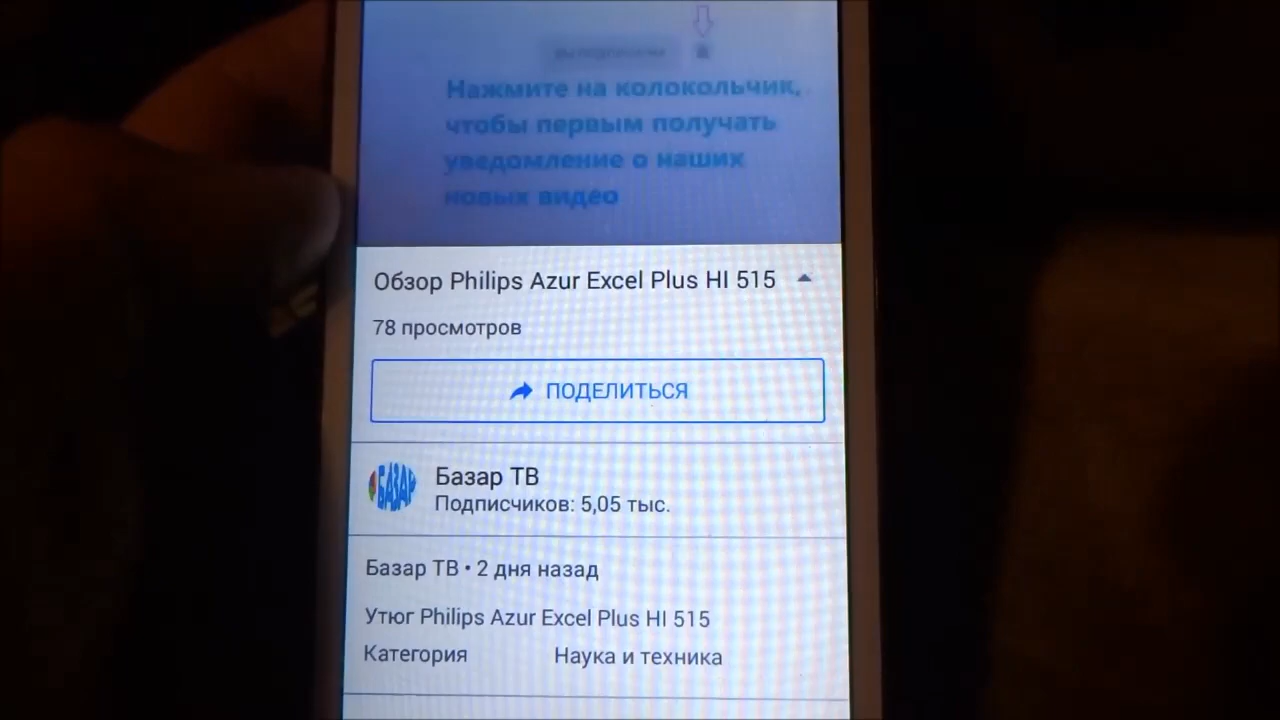 Нажмите на колокольчик,
чтобы первым получать
уведомление о наших
новых видео
Обзор Philips Azur Excel Plus HI 515
78 просмотров
ПОДЕЛИТЬСЯ
БАЗАР
Базар ТВ
Подписчиков: 5,05 тыс.
Базар ТВ • 2 дня назад
Утюг Philips Azur Excel Plus HI 515
Категория Наука и техника